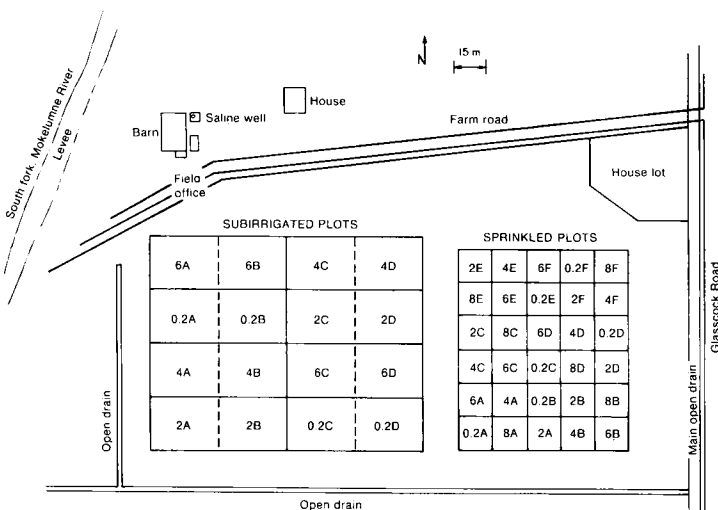 N
15 m
South fork, Mokelumne River
Levee
Barn
Saline well
House
Farm road
Field
office
House lot
SUBIRRIGATED PLOTS
6A 6B 4C 4D
0.2A 0.2B 2C 2D
4A 4B 6C 6D
2A 2B 0.2C 0.2D
SPRINKLED PLOTS
2E 4E 6F 0.2F 8F
8E 6E 0.2E 2F 4F
2C 8C 6D 4D 0.2D
4C 6C 0.2C 8D 2D
6A 4A 0.2B 2B 8B
0.2A 8A 2A 4B 6B
Open drain
Main open drain
Glasscock Road
Open drain